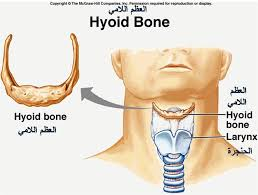 Copyright © The McGraw-Hill Companies, Inc. Permission required for reproduction or display.
العظم اللامي
Hyoid Bone
Hyoid bone
العظم اللامي
العظم
اللامي
Hyoid
bone
Larynx
الحنجرة